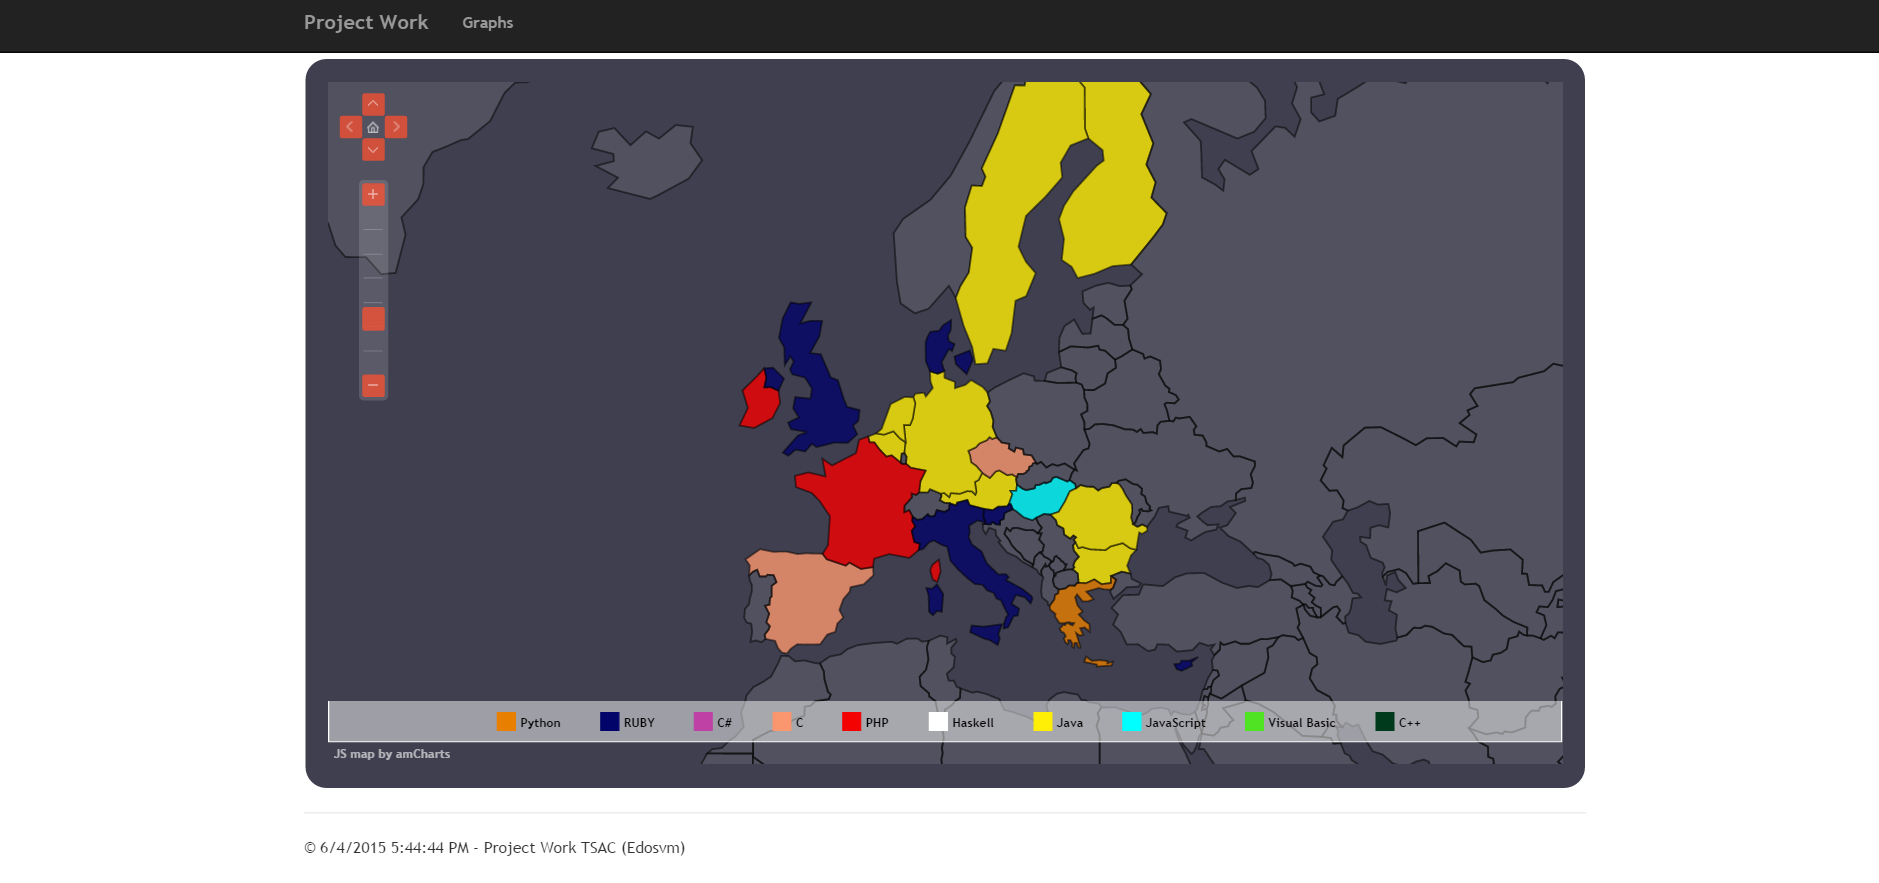 Project Work Graphs
Python RUBY C# C PHP Haskell Java JavaScript Visual Basic C++
JS map by amCharts
© 6/4/2015 5:44:44 PM - Project Work TSAC (Edosvm)